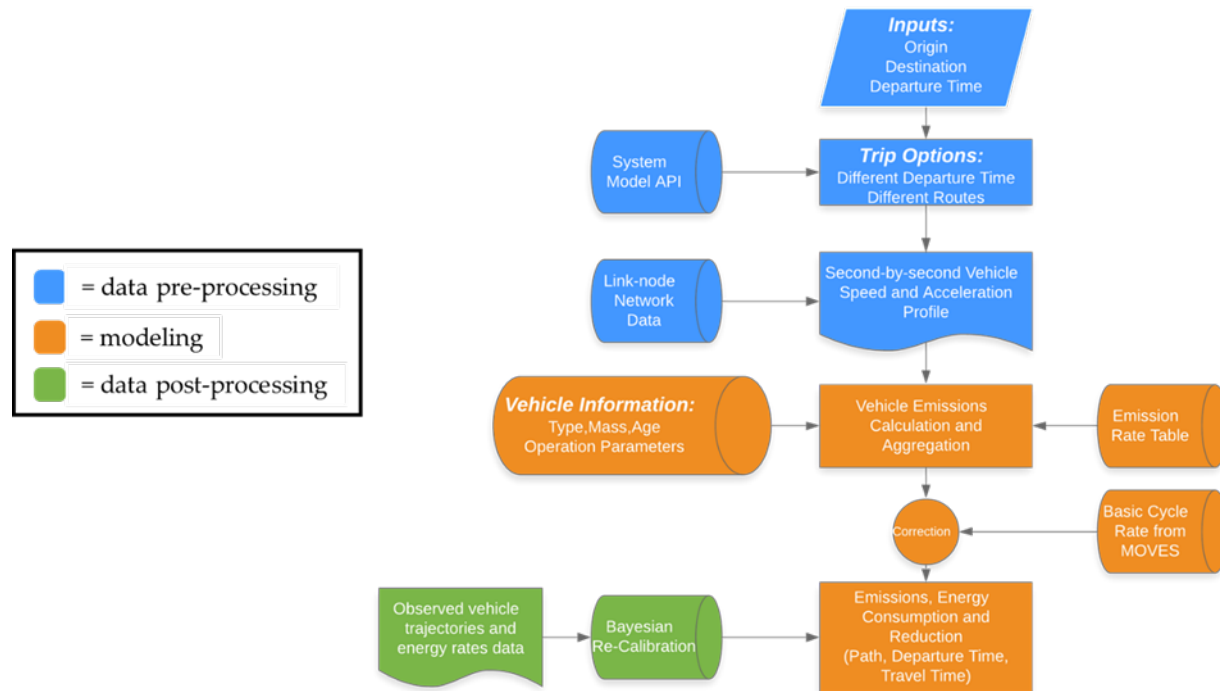 Inputs:
Origin
Destination
Departure Time
System
Model API
Trip Options:
Different Departure Time
Different Routes
= data pre-processing
= modeling
= data post-processing
Link-node
Network
Data
Second-by-second Vehicle
Speed and Acceleration
Profile
Vehicle Information:
Type,Mass,Age
Operation Parameters
Vehicle Emissions
Calculation and
Aggregation
Emission
Rate Table
Correction
Basic Cycle
Rate from
MOVES
Observed vehicle
trajectories and
energy rates data
Bayesian
Re-Calibration
Emissions, Energy
Consumption and
Reduction
(Path, Departure Time,
Travel Time)